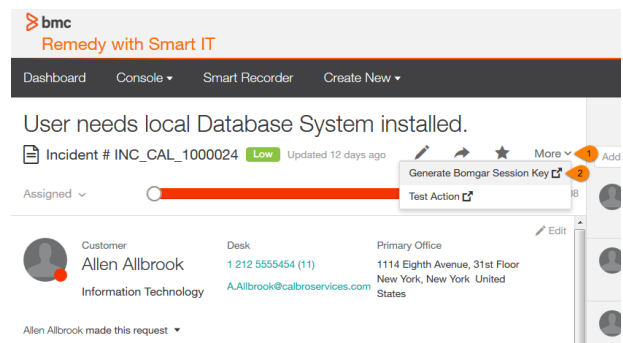 bmc
Remedy with Smart IT
Dashboard Console Smart Recorder Create New
User needs local Database System installed.
Incident # INC_CAL_1000024 Low Updated 12 days ago More 1 Add
Generate Bomgar Session Key 2
Assigned Test Action 8
Edit
Customer Desk Primary Office
Allen Allbrook 1 212 5555454 (11) 1114 Eighth Avenue, 31st Floor
New York, New York United
Information Technology A.Allbrook@calbroservices.com States
Allen Allbrook made this request